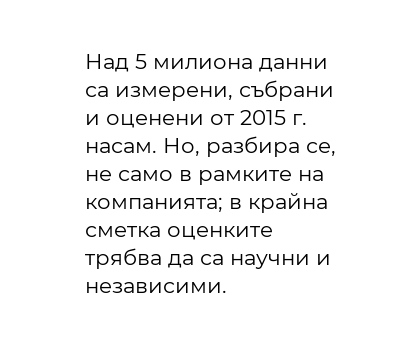 Над 5 милиона данни
са измерени, събрани
и оценени от 2015 г.
насам. Но, разбира се,
не само в рамките на
компанията; в крайна
сметка оценките
трябва да са научни и
независими.